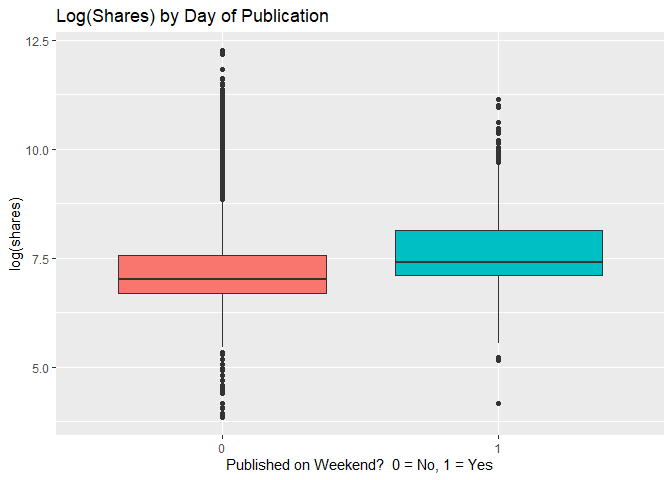 Log(Shares) by Day of Publication
12.5
10.0
7.5
5.0
log(shares)
0
1
Published on Weekend?  0 = No, 1 = Yes